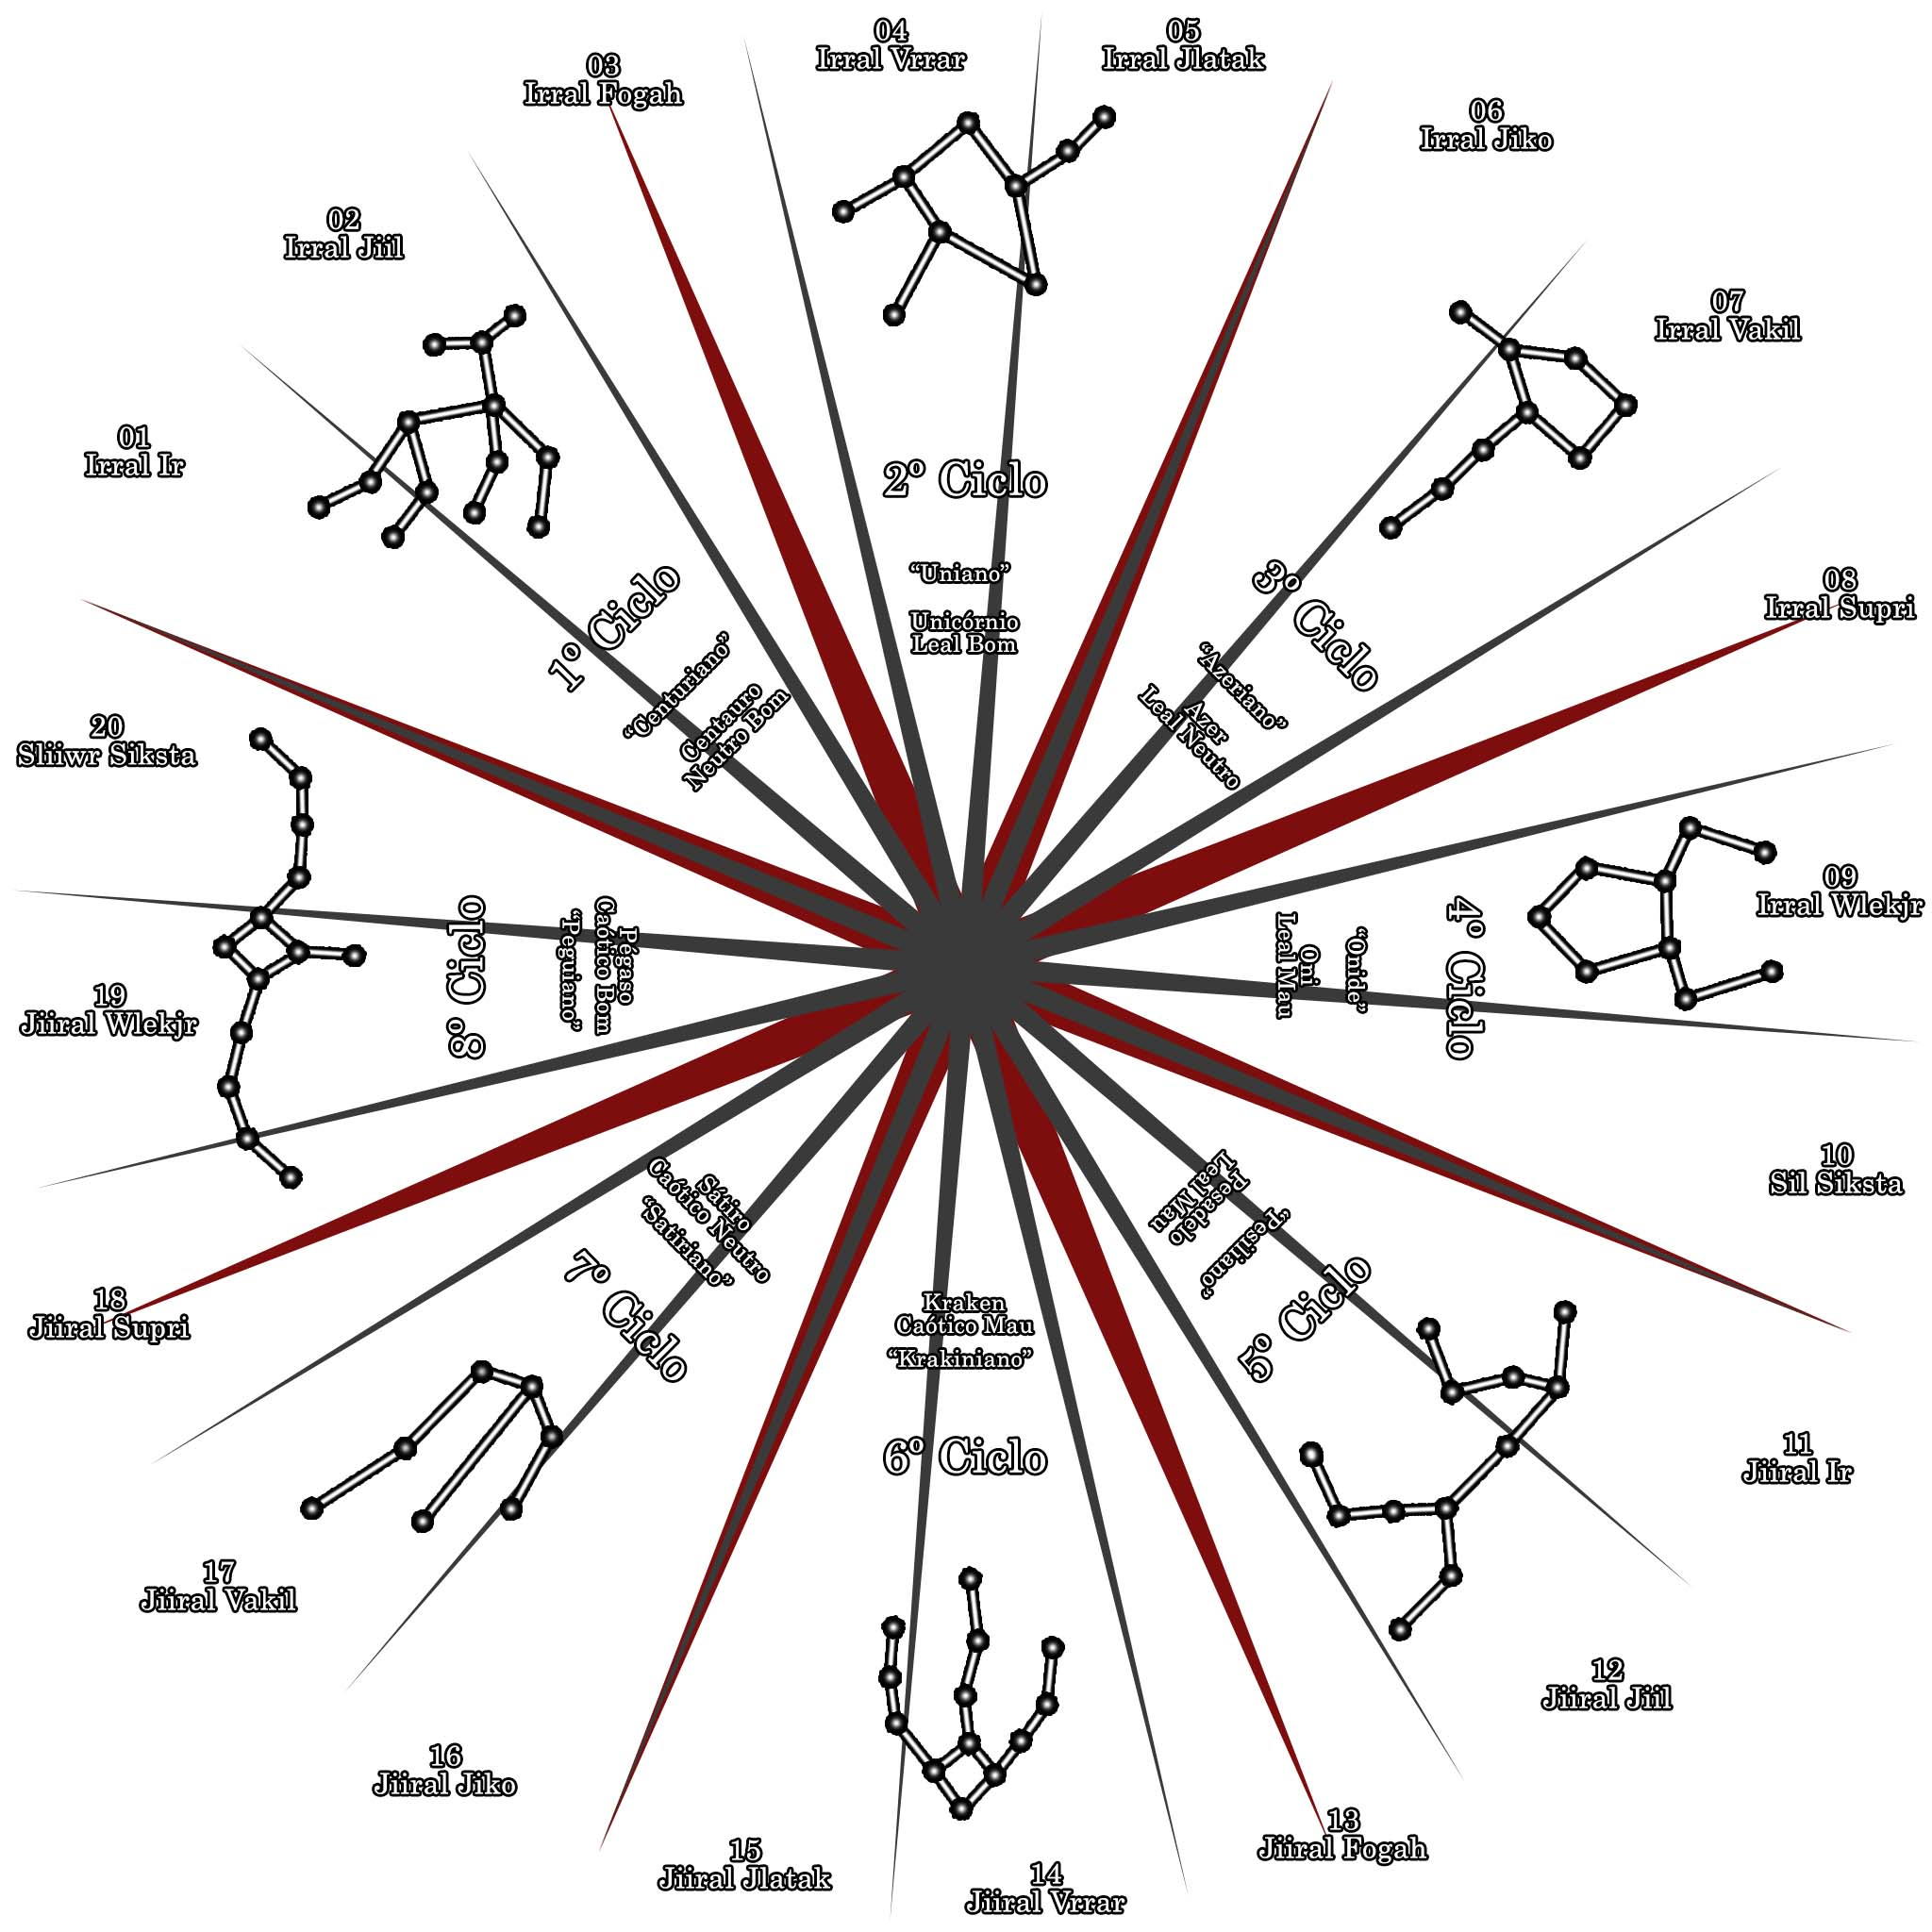 01
Irral Ir
02
Irral Jiil
03
Irral Fogah
04
Irral Vrrar
05
Irral Jlatak
06
Irral Jiko
07
Irral Vakil
08
Irral Supri
09
Irral Wlekjr
10
Sil Siksta
11
Jiiral Ir
12
Jiiral Jiil
13
Jiiral Fogah
14
Jiiral Vrrar
15
Jiiral Jlatak
16
Jiiral Jiko
17
Jiiral Vakil
18
Jiiral Supri
19
Jiiral Wlekjr
20
Sliiwr Siksta
1º Ciclo
“Centuriano”
Centauro
Neutro Bom
2º Ciclo
“Uniano”
Unicórnio
Leal Bom
3º Ciclo
“Azeriano”
Azer
Leal Neutro
4º Ciclo
“Onide”
Oni
Leal Mau
5º Ciclo
“Pesiliano”
Pesadelo
Leal Mau
6º Ciclo
Kraken
Caótico Mau
“Krakiniano”
7º Ciclo
Sátiro
Caótico Neutro
“Satiriano”
8º Ciclo
Pégaso
Caótico Bom
“Peguiano”